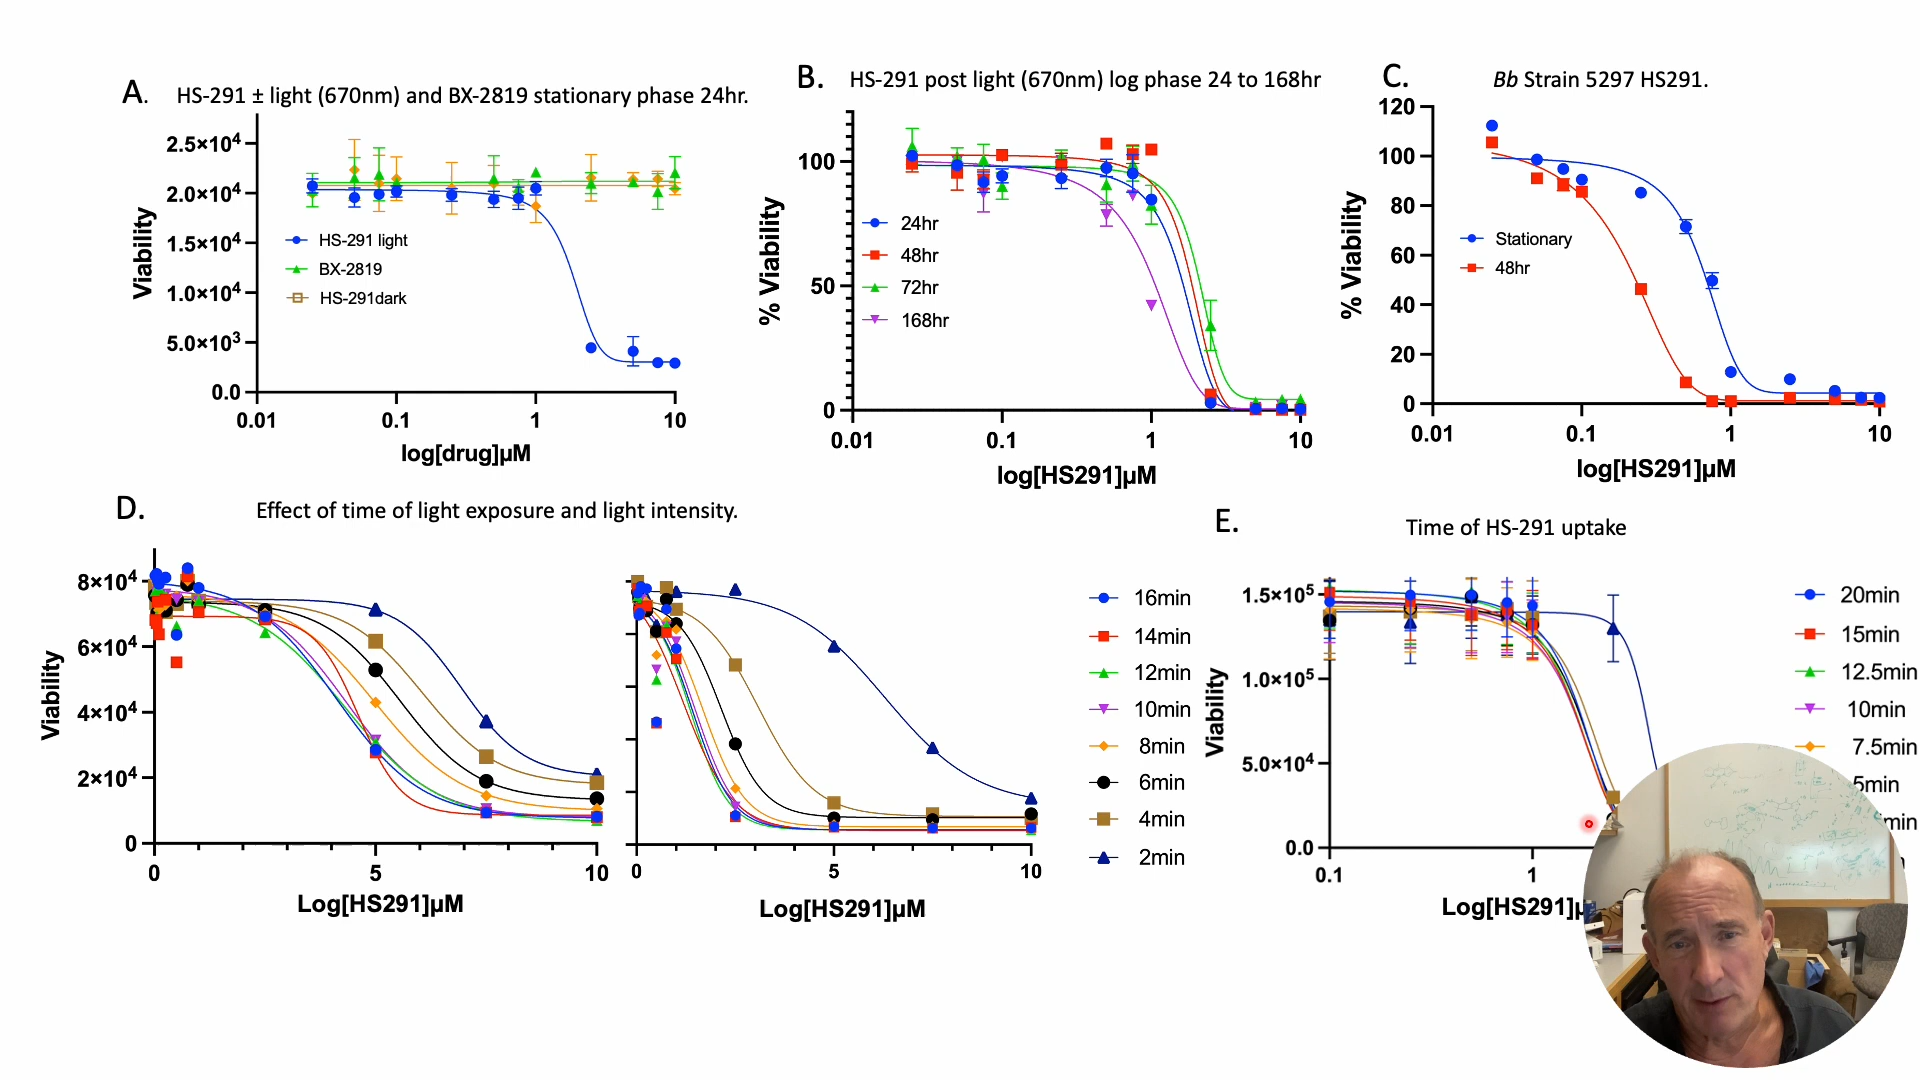 A. HS-291 ± light (670nm) and BX-2819 stationary phase 24hr.
Viability
2.5×10⁴
2.0×10⁴
1.5×10⁴
1.0×10⁴
5.0×10³
0.0
HS-291 light
BX-2819
HS-291dark
0.01 0.1 1 10
log[drug]µM
B. HS-291 post light (670nm) log phase 24 to 168hr
% Viability
100
50
0
24hr
48hr
72hr
168hr
0.01 0.1 1 10
log[HS291]µM
C. Bb Strain 5297 HS291.
% Viability
120
100
80
60
40
20
0
Stationary
48hr
0.01 0.1 1 10
log[HS291]µM
D. Effect of time of light exposure and light intensity.
Viability
8×10⁴
6×10⁴
4×10⁴
2×10⁴
0
0 5 10
Log[HS291]µM
0 5 10
Log[HS291]µM
16min
14min
12min
10min
8min
6min
4min
2min
E. Time of HS-291 uptake
Viability
1.5×10⁵
1.0×10⁵
5.0×10⁴
0.0
0.1 1
Log[HS291]µ
20min
15min
12.5min
10min
7.5min
5min
min